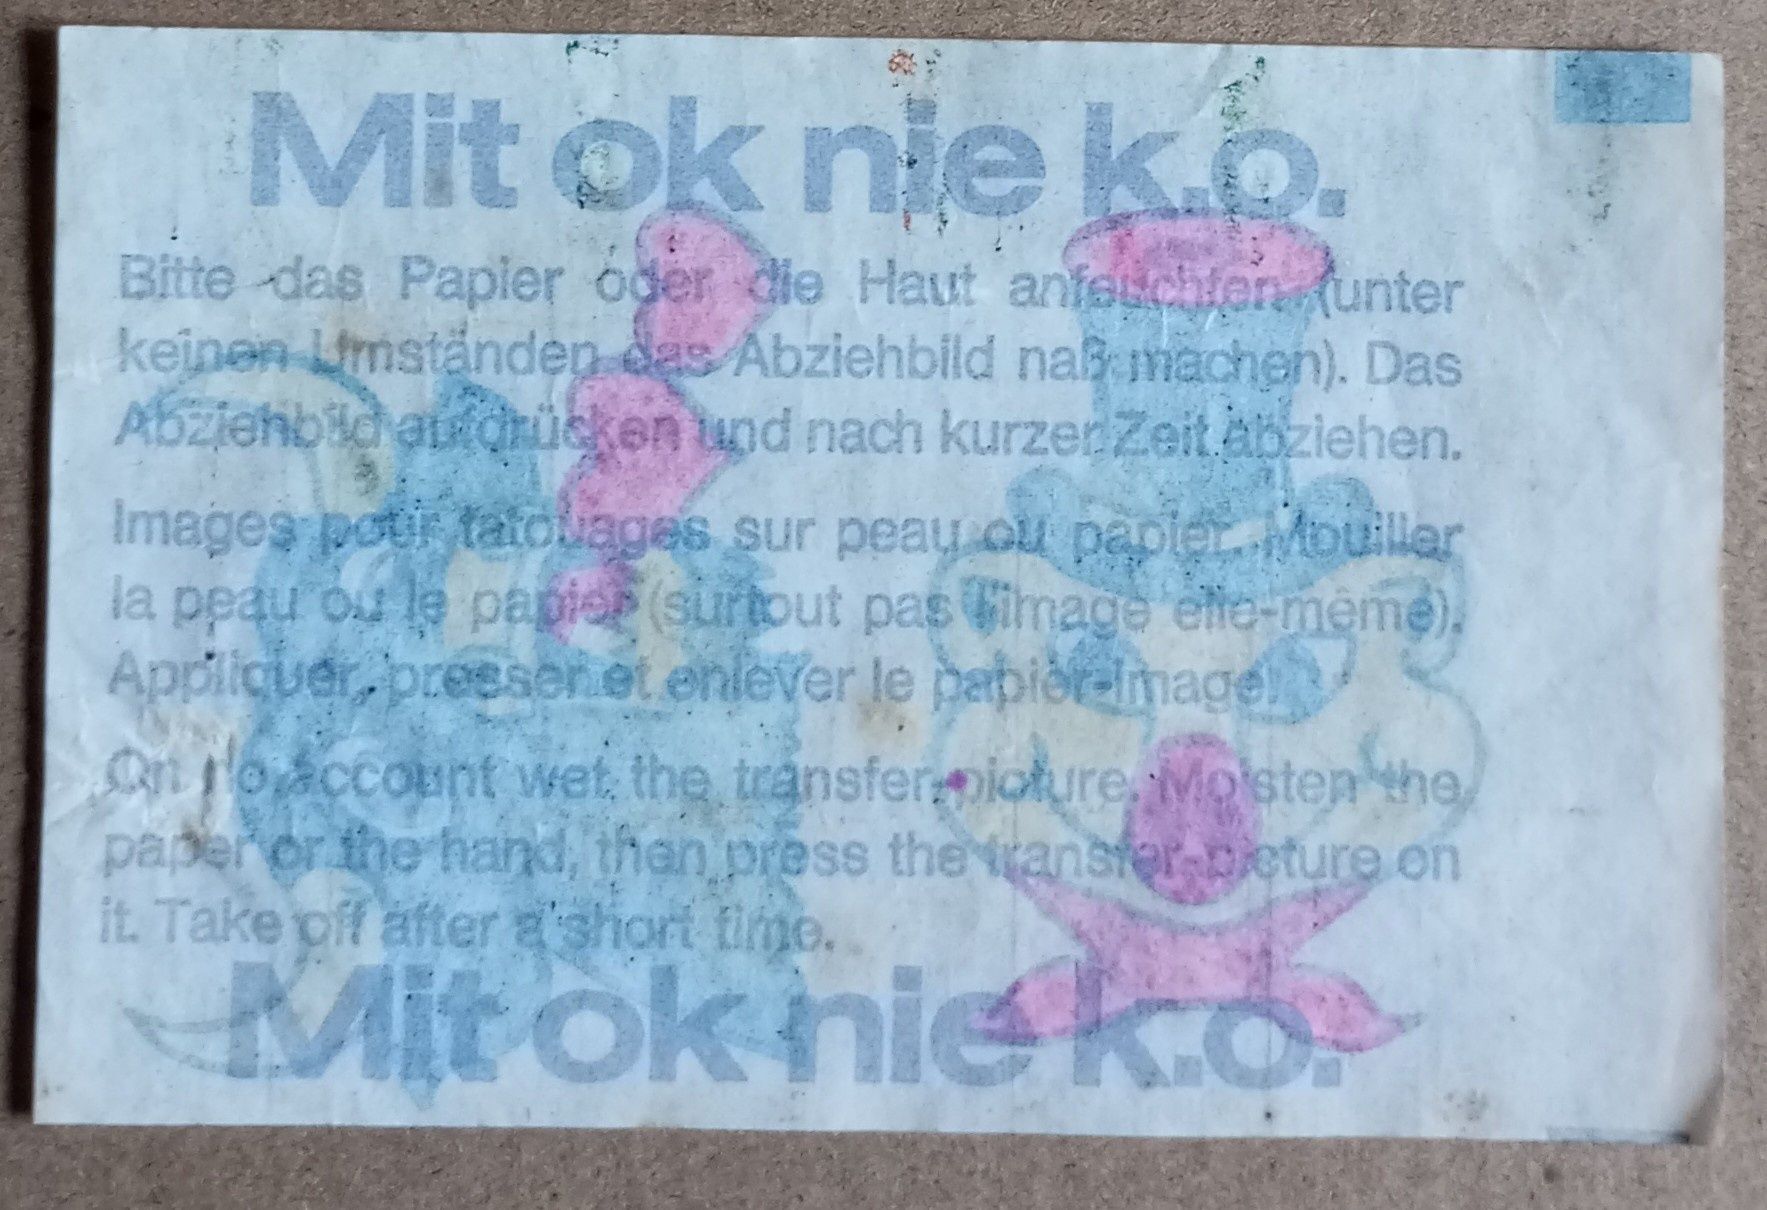 Mit ok nie k.o.
Bitte das Papier oder die Haut anfeuchten (unter
keinen Umständen das Abziehbild naß machen). Das
Abziehbild aufdrücken und nach kurzer Zeit abziehen.
Images pour tatouages sur peau ou papier. Mouiller
la peau ou le papier (surtout pas l'image elle-même).
Appliquer, presser et enlever le papier-image.
On no account wet the transfer-picture. Moisten the
paper or the hand, then press the transfer-picture on
it. Take off after a short time.
Mit ok nie k.o.